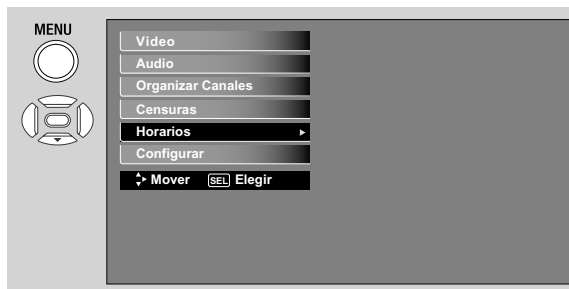 MENU
Video
Audio
Organizar Canales
Censuras
Horarios
Configurar
Mover SEL Elegir